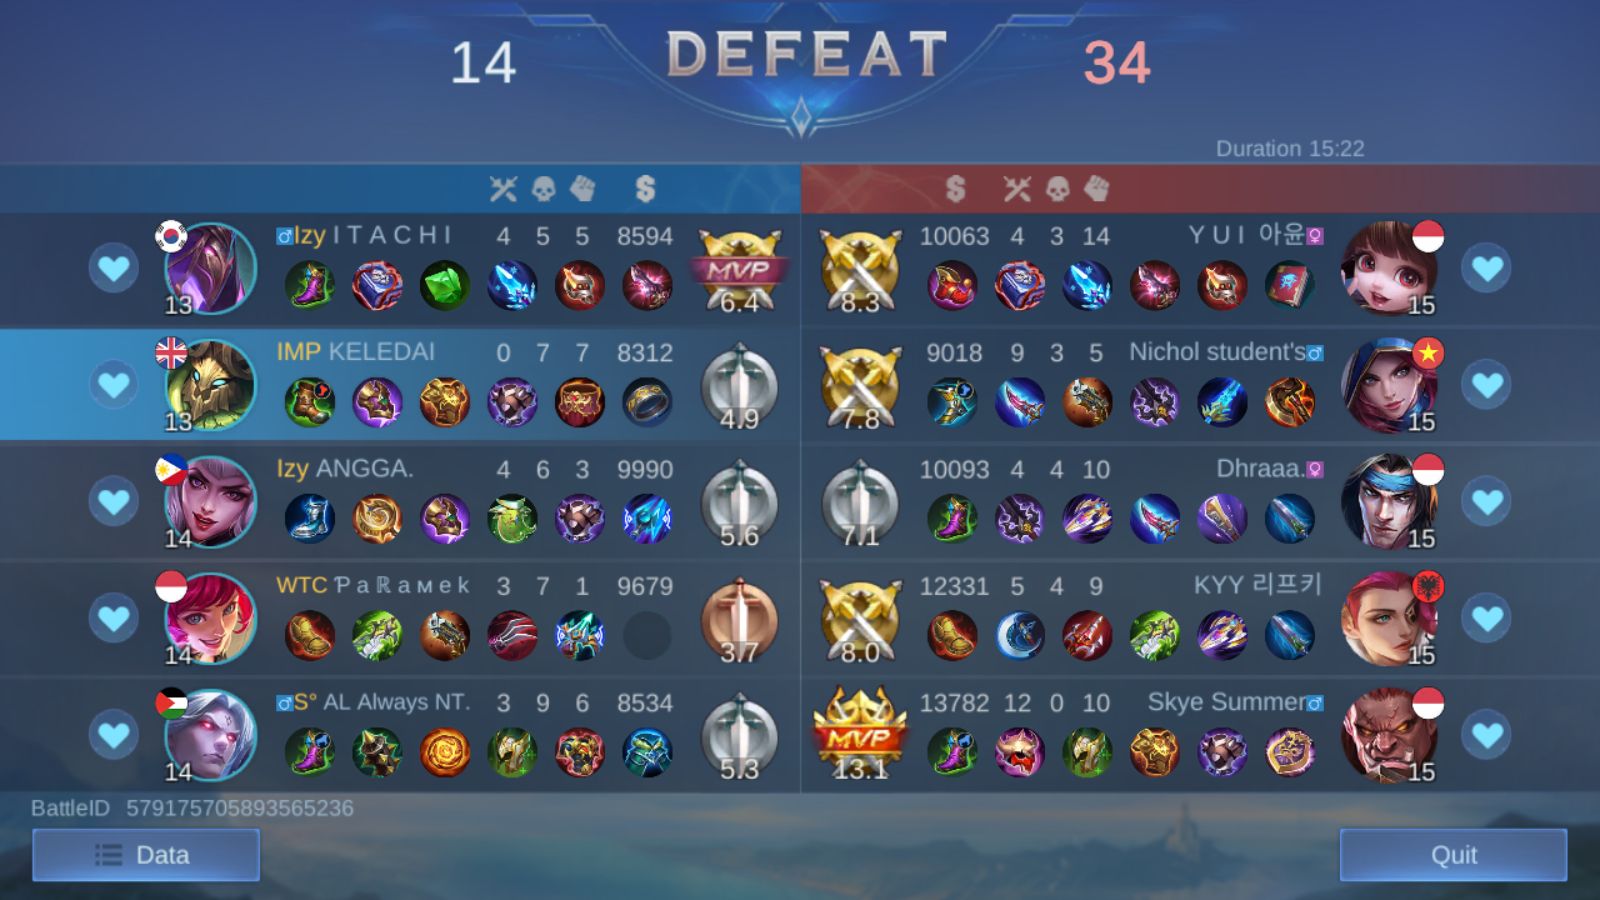 14 DEFEAT 34
Duration 15:22
13 Izy I T A C H I 4 5 5 8594 MVP 6.4
8.3 10063 4 3 14 Y U I 아윤 15
13 IMP KELEDAI 0 7 7 8312 4.9
7.8 9018 9 3 5 Nichol student's 15
14 Izy ANGGA. 4 6 3 9990 5.6
7.1 10093 4 4 10 Dhraaa. 15
14 WTC ƤaℝaᴍeK 3 7 1 9679 3.7
8.0 12331 5 4 9 KYY 리프키 15
14 S° AL Always NT. 3 9 6 8534 5.3
MVP 13.1 13782 12 0 10 Skye Summer 15
BattleID 579175705893565236
Data
Quit